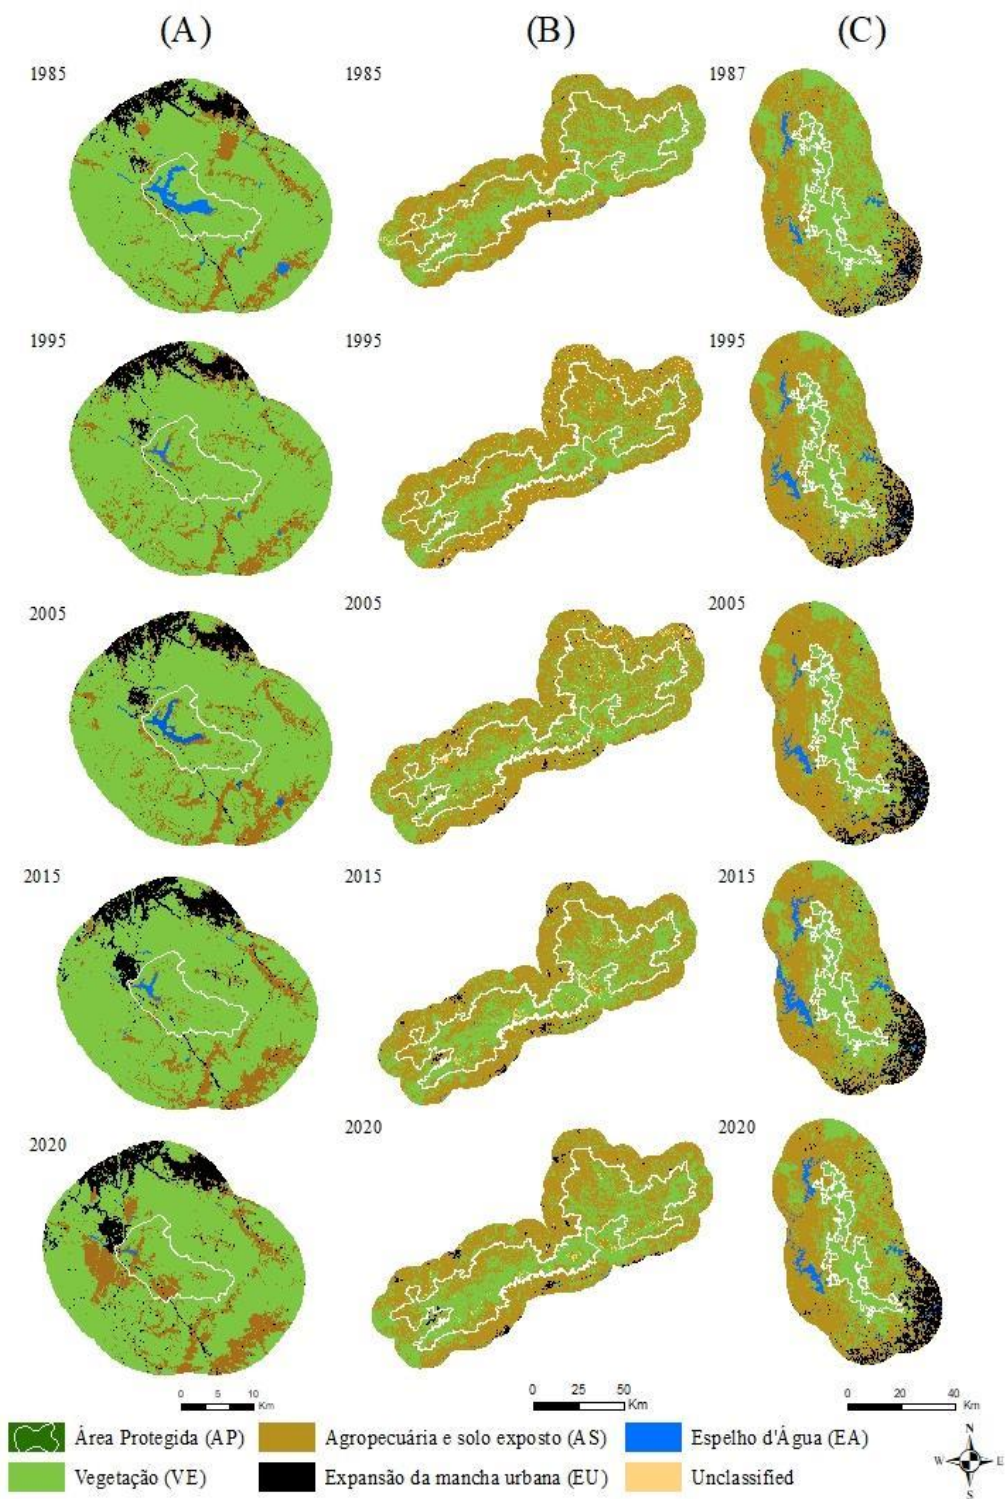 (A) (B) (C)
1985 1985 1987
1995 1995 1995
2005 2005 2005
2015 2015 2015
2020 2020 2020
0 5 10 Km
0 25 50 Km
0 20 40 Km
Área Protegida (AP) Agropecuária e solo exposto (AS) Espelho d'Água (EA)
Vegetação (VE) Expansão da mancha urbana (EU) Unclassified
N
W E
S